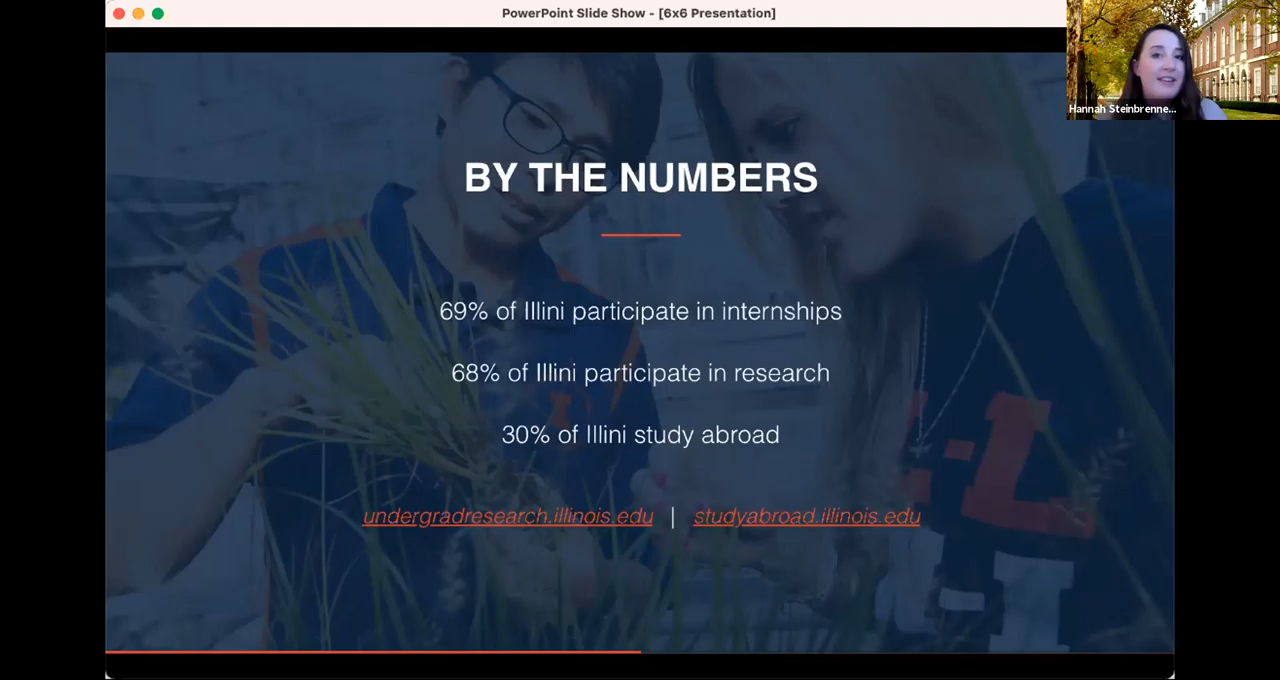 PowerPoint Slide Show - [6x6 Presentation]
Hannah Steinbrenne...
BY THE NUMBERS
69% of Illini participate in internships
68% of Illini participate in research
30% of Illini study abroad
undergradresearch.illinois.edu | studyabroad.illinois.edu